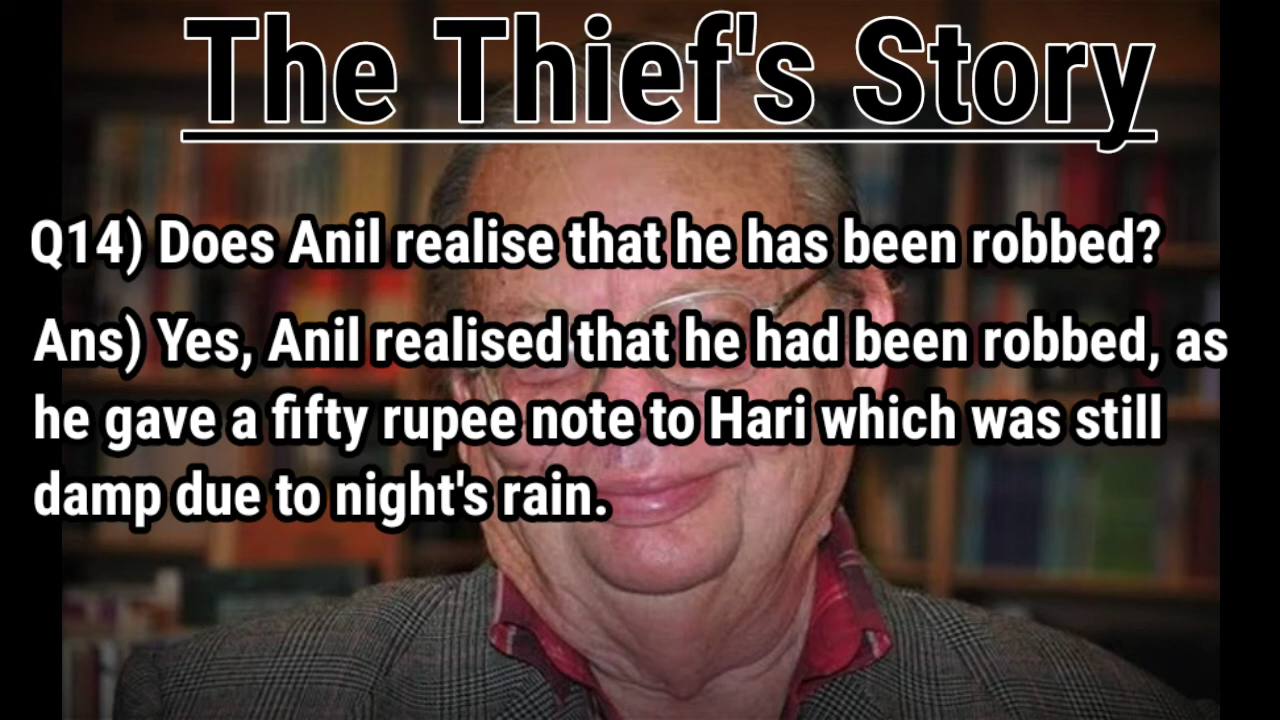 The Thief's Story
Q14) Does Anil realise that he has been robbed?
Ans) Yes, Anil realised that he had been robbed, as
he gave a fifty rupee note to Hari which was still
damp due to night's rain.